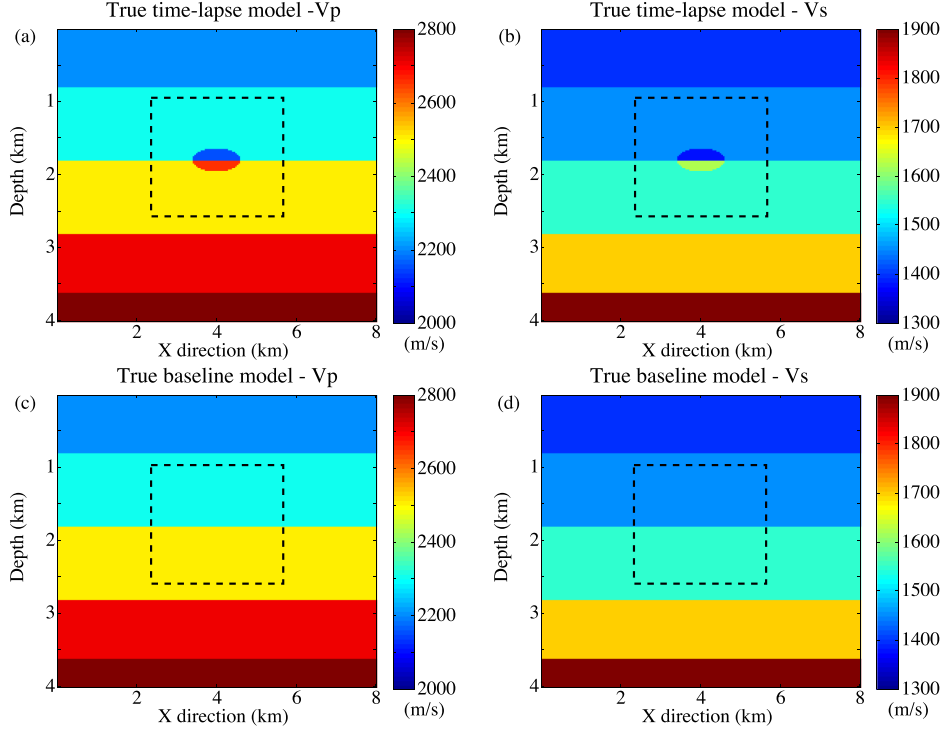 True time-lapse model -Vp
True time-lapse model - Vs
(a)
(b)
2800
2600
2400
2200
2000
(m/s)
1900
1800
1700
1600
1500
1400
1300
(m/s)
Depth (km)
1
2
3
4
2
4
6
8
X direction (km)
Depth (km)
1
2
3
4
2
4
6
8
X direction (km)
True baseline model - Vp
True baseline model - Vs
(c)
(d)
2800
2600
2400
2200
2000
(m/s)
1900
1800
1700
1600
1500
1400
1300
(m/s)
Depth (km)
1
2
3
4
2
4
6
8
X direction (km)
Depth (km)
1
2
3
4
2
4
6
8
X direction (km)